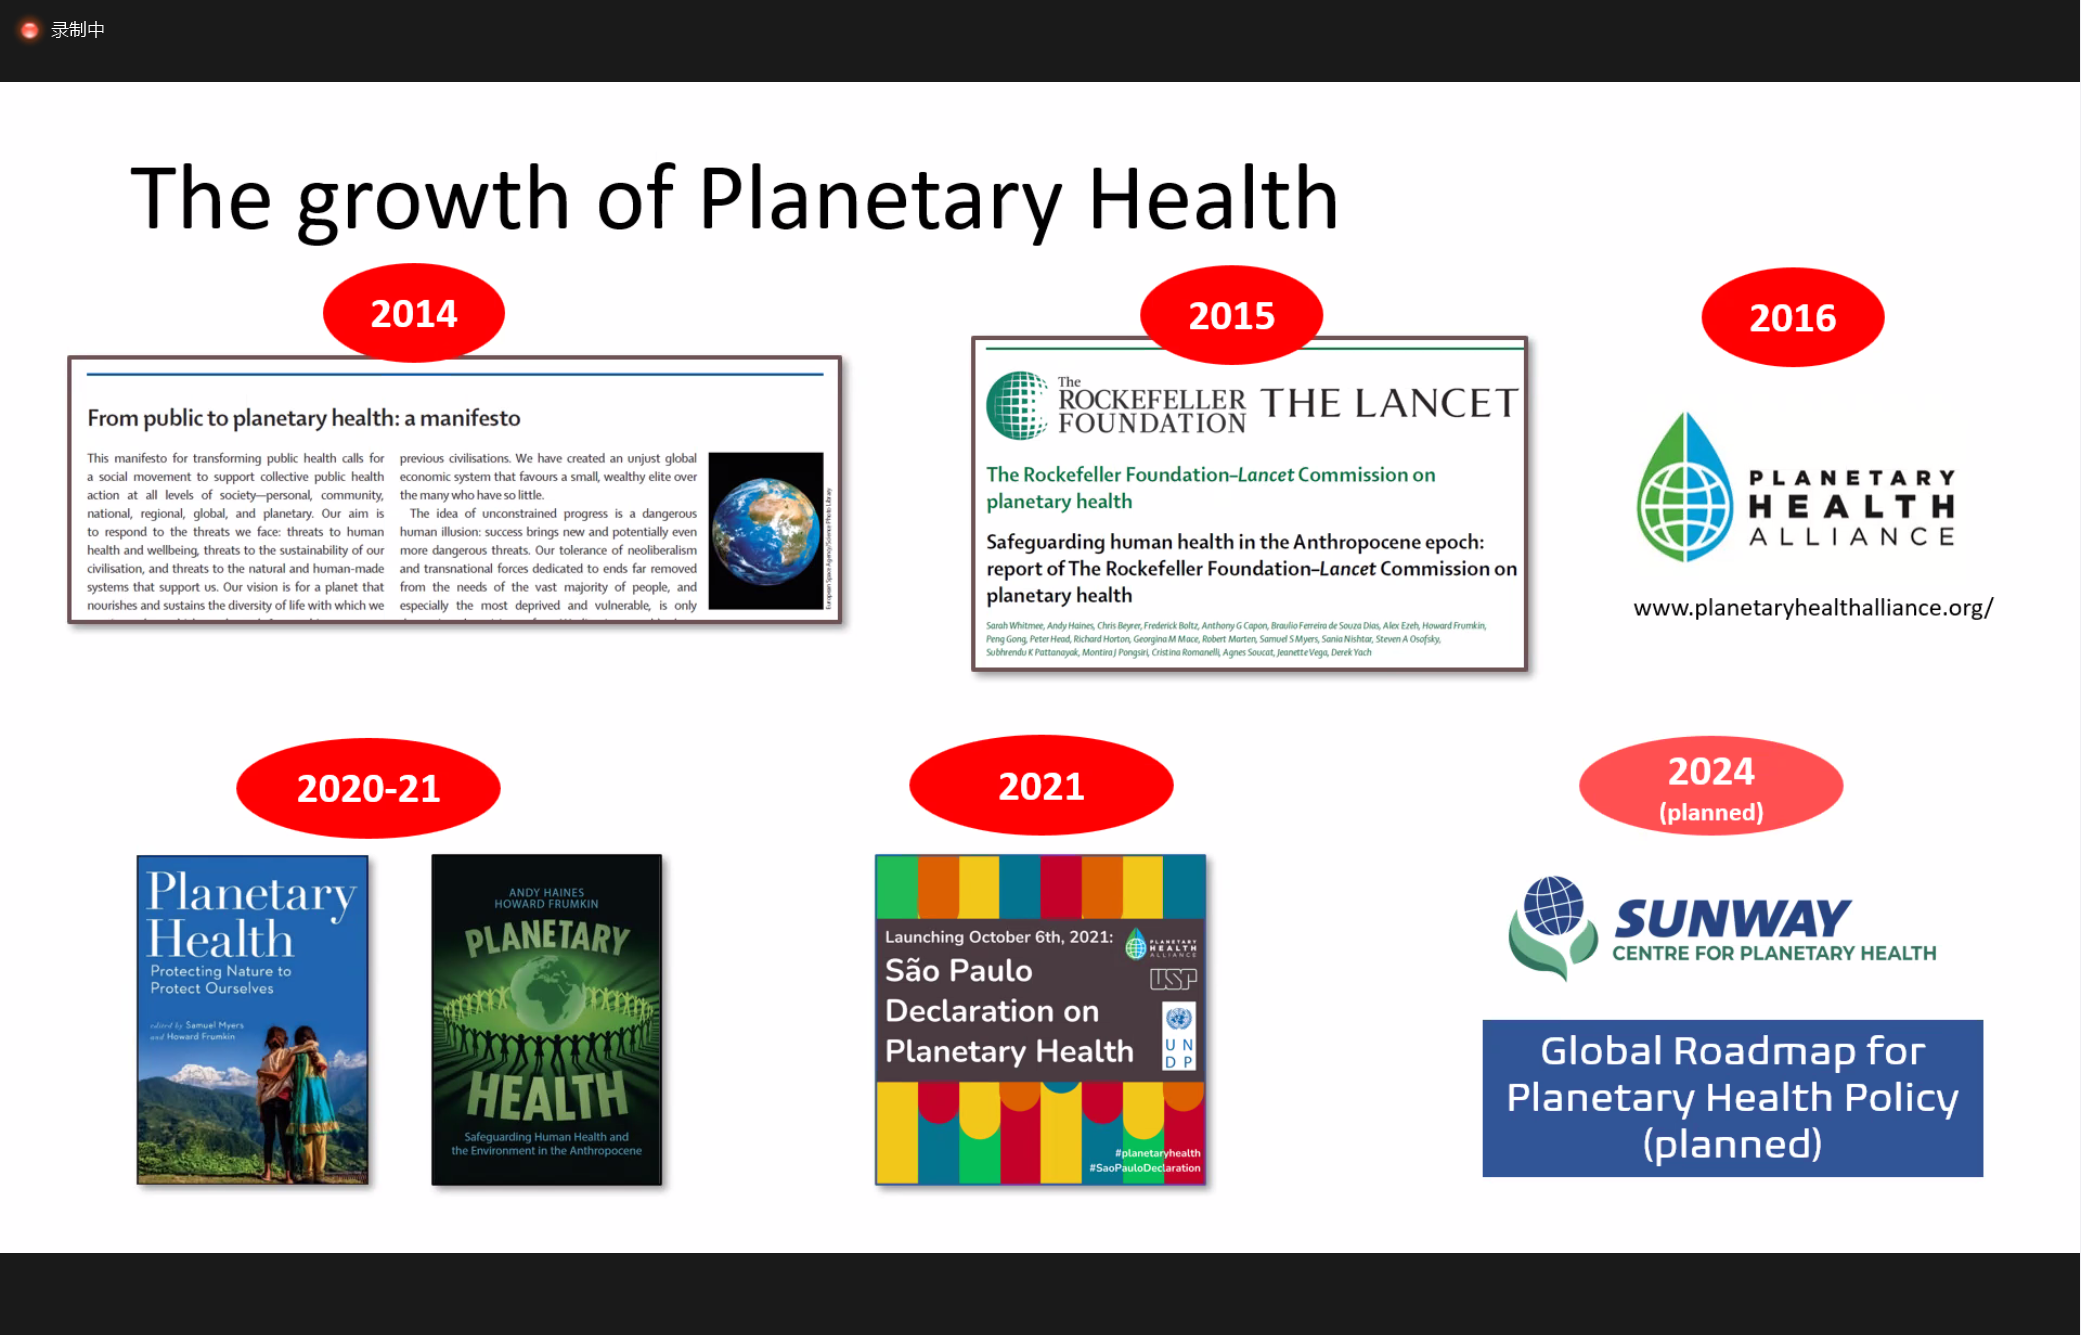 录制中
The growth of Planetary Health
2014
From public to planetary health: a manifesto
This manifesto for transforming public health calls for
a social movement to support collective public health
action at all levels of society—personal, community,
national, regional, global, and planetary. Our aim is
to respond to the threats we face: threats to human
health and wellbeing, threats to the sustainability of our
civilisation, and threats to the natural and human-made
systems that support us. Our vision is for a planet that
nourishes and sustains the diversity of life with which we
previous civilisations. We have created an unjust global
economic system that favours a small, wealthy elite over
the many who have so little.
The idea of unconstrained progress is a dangerous
human illusion: success brings new and potentially even
more dangerous threats. Our tolerance of neoliberalism
and transnational forces dedicated to ends far removed
from the needs of the vast majority of people, and
especially the most deprived and vulnerable, is only
European Space Agency/Science Photo Library
2015
The
ROCKEFELLER
FOUNDATION
THE LANCET
The Rockefeller Foundation–Lancet Commission on
planetary health
Safeguarding human health in the Anthropocene epoch:
report of The Rockefeller Foundation–Lancet Commission on
planetary health
Sarah Whitmee, Andy Haines, Chris Beyrer, Frederick Boltz, Anthony G Capon, Braulio Ferreira de Souza Dias, Alex Ezeh, Howard Frumkin,
Peng Gong, Peter Head, Richard Horton, Georgina M Mace, Robert Marten, Samuel S Myers, Sania Nishtar, Steven A Osofsky,
Subhrendu K Pattanayak, Montira J Pongsiri, Cristina Romanelli, Agnes Soucat, Jeanette Vega, Derek Yach
2016
PLANETARY
HEALTH
ALLIANCE
www.planetaryhealthalliance.org/
2020-21
Planetary
Health
Protecting Nature to
Protect Ourselves
edited by Samuel Myers
and Howard Frumkin
ANDY HAINES
HOWARD FRUMKIN
PLANETARY
HEALTH
Safeguarding Human Health and
the Environment in the Anthropocene
2021
Launching October 6th, 2021:
São Paulo
Declaration on
Planetary Health
PLANETARY
HEALTH
ALLIANCE
USP
U N
D P
#planetaryhealth
#SaoPauloDeclaration
2024
(planned)
SUNWAY
CENTRE FOR PLANETARY HEALTH
Global Roadmap for
Planetary Health Policy
(planned)